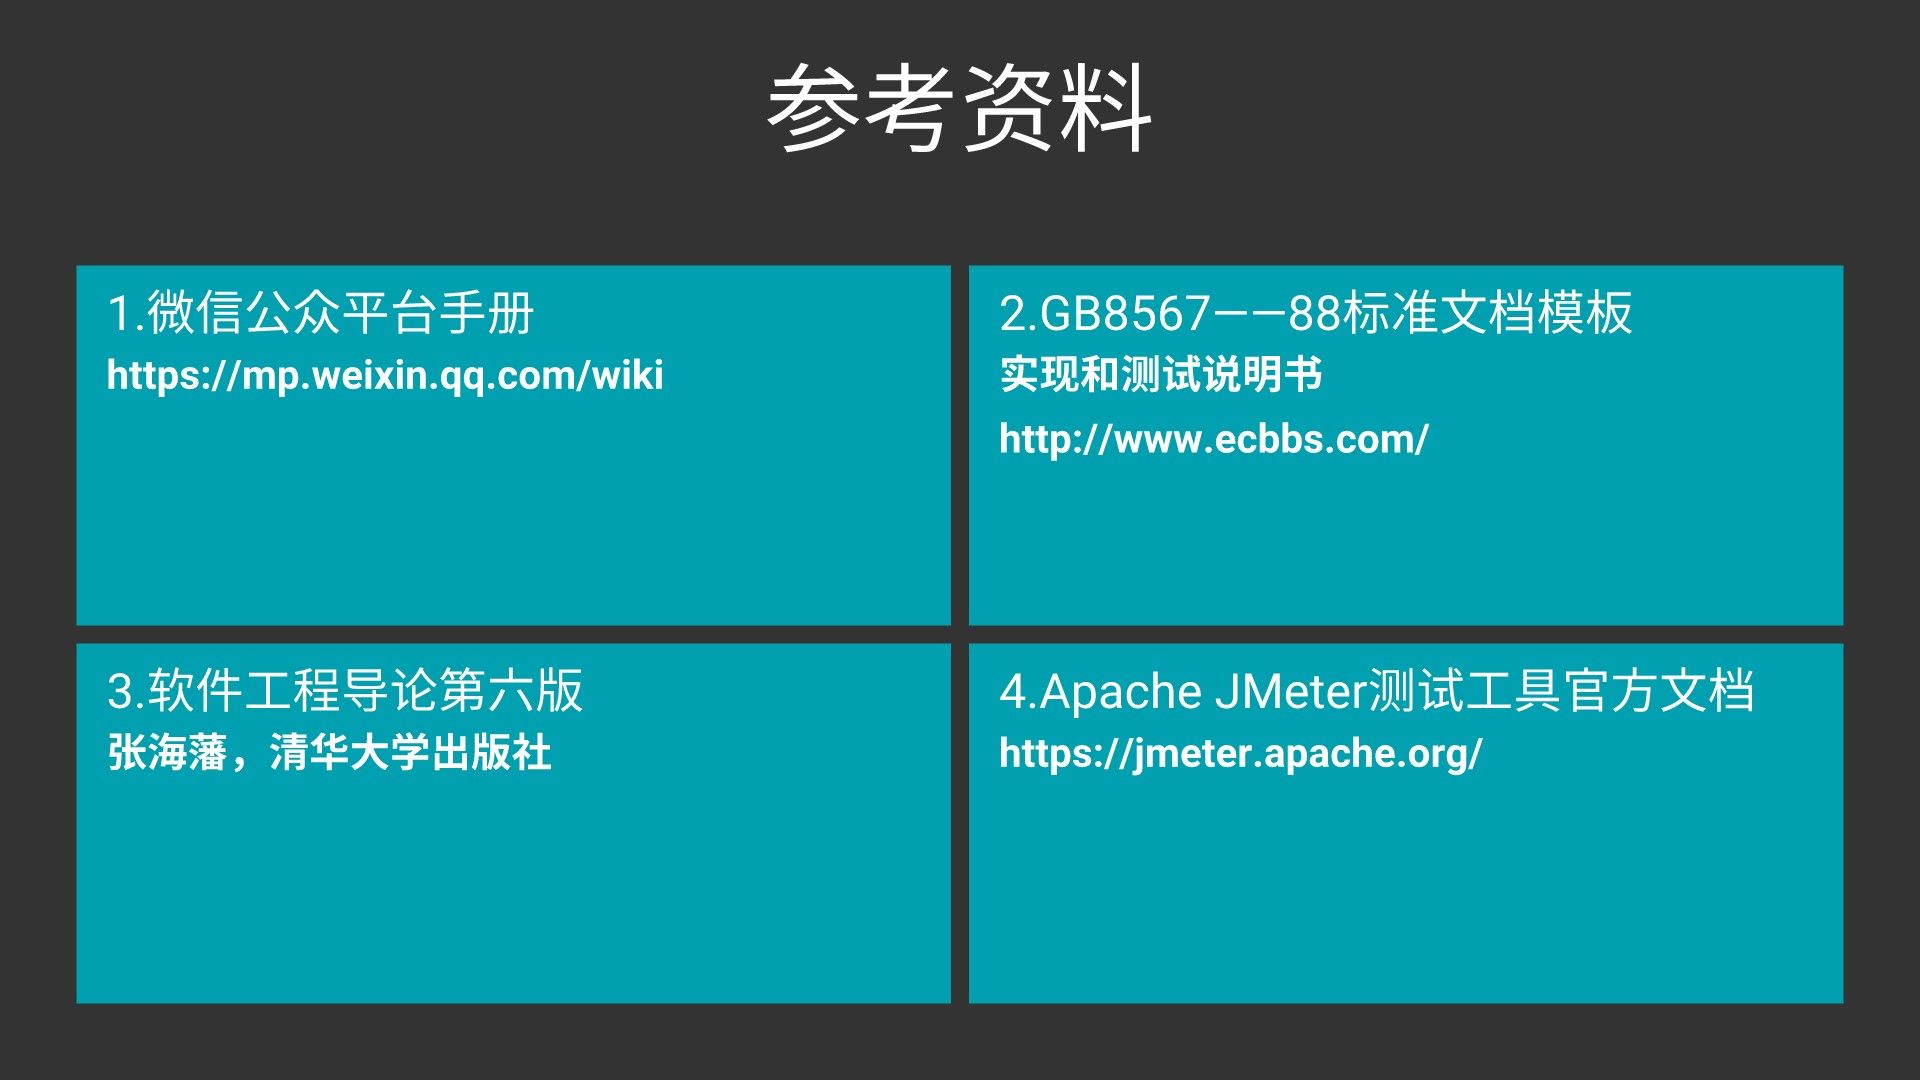 参考资料
1.微信公众平台手册
https://mp.weixin.qq.com/wiki
2.GB8567——88标准文档模板
实现和测试说明书
http://www.ecbbs.com/
3.软件工程导论第六版
张海藩，清华大学出版社
4.Apache JMeter测试工具官方文档
https://jmeter.apache.org/